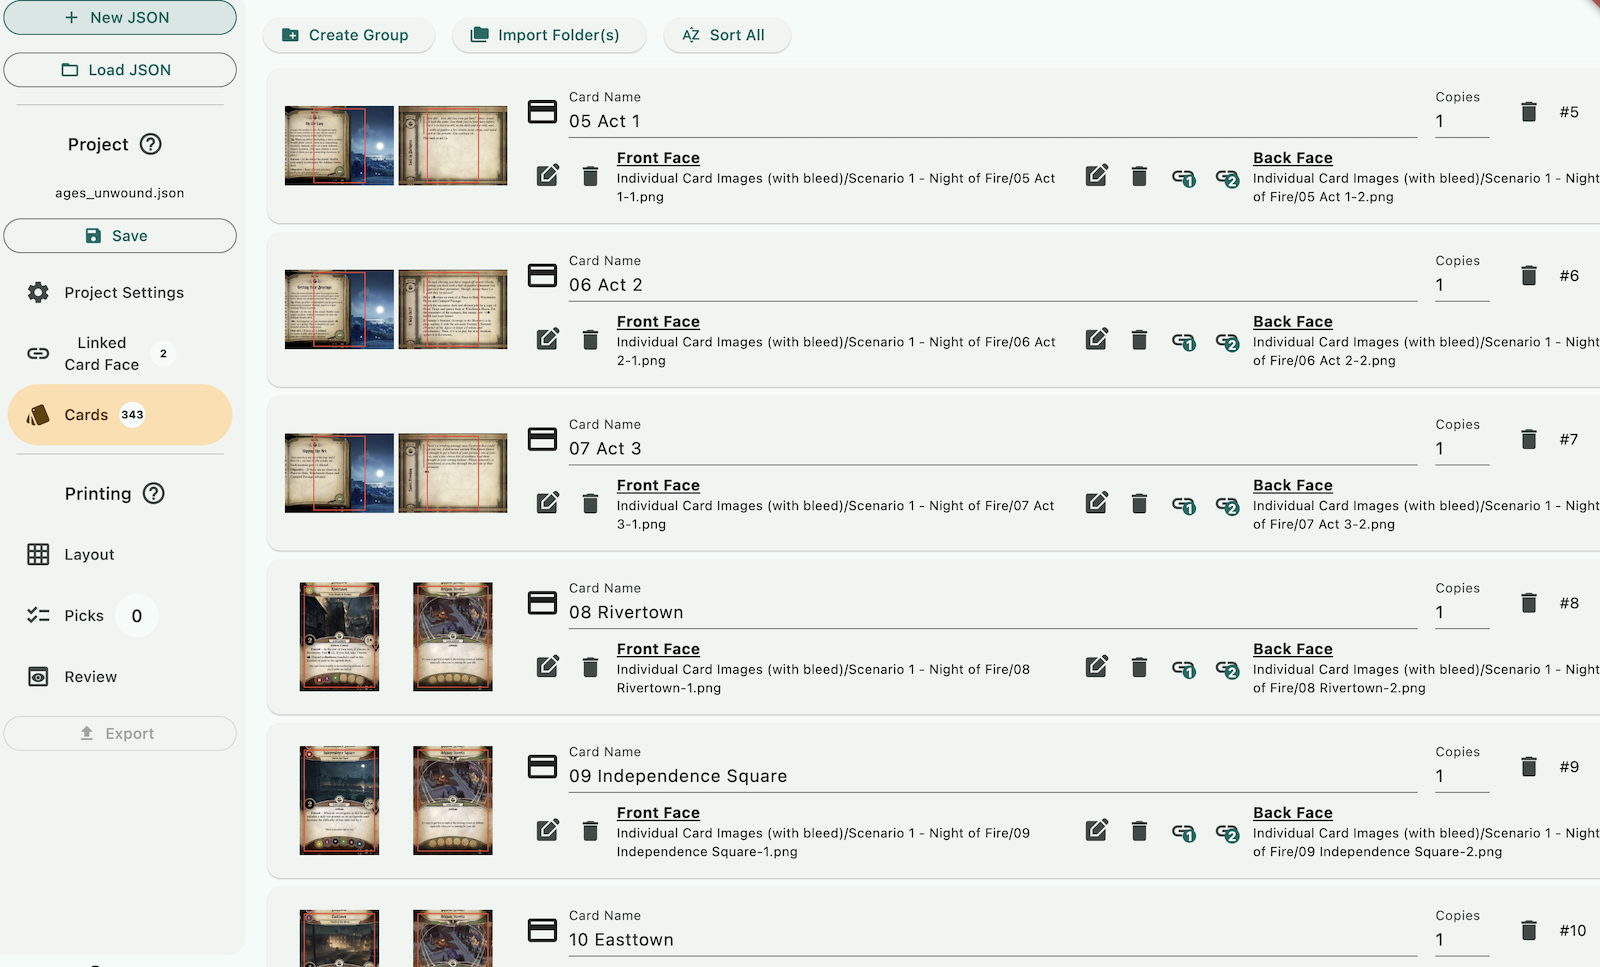 New JSON
Load JSON
Project
ages_unwound.json
Save
Project Settings
Linked
Card Face
2
Cards
343
Printing
Layout
Picks
0
Review
Export
Create Group
Import Folder(s)
AZ
Sort All
Card Name
05 Act 1
Copies
1
#5
Front Face
Individual Card Images (with bleed)/Scenario 1 - Night of Fire/05 Act
1-1.png
1
2
Back Face
Individual Card Images (with bleed)/Scenario 1 - Night
of Fire/05 Act 1-2.png
Card Name
06 Act 2
Copies
1
#6
Front Face
Individual Card Images (with bleed)/Scenario 1 - Night of Fire/06 Act
2-1.png
1
2
Back Face
Individual Card Images (with bleed)/Scenario 1 - Night
of Fire/06 Act 2-2.png
Card Name
07 Act 3
Copies
1
#7
Front Face
Individual Card Images (with bleed)/Scenario 1 - Night of Fire/07 Act
3-1.png
1
2
Back Face
Individual Card Images (with bleed)/Scenario 1 - Night
of Fire/07 Act 3-2.png
Card Name
08 Rivertown
Copies
1
#8
Front Face
Individual Card Images (with bleed)/Scenario 1 - Night of Fire/08
Rivertown-1.png
1
2
Back Face
Individual Card Images (with bleed)/Scenario 1 - Night
of Fire/08 Rivertown-2.png
Card Name
09 Independence Square
Copies
1
#9
Front Face
Individual Card Images (with bleed)/Scenario 1 - Night of Fire/09
Independence Square-1.png
1
2
Back Face
Individual Card Images (with bleed)/Scenario 1 - Night
of Fire/09 Independence Square-2.png
Card Name
10 Easttown
Copies
1
#10